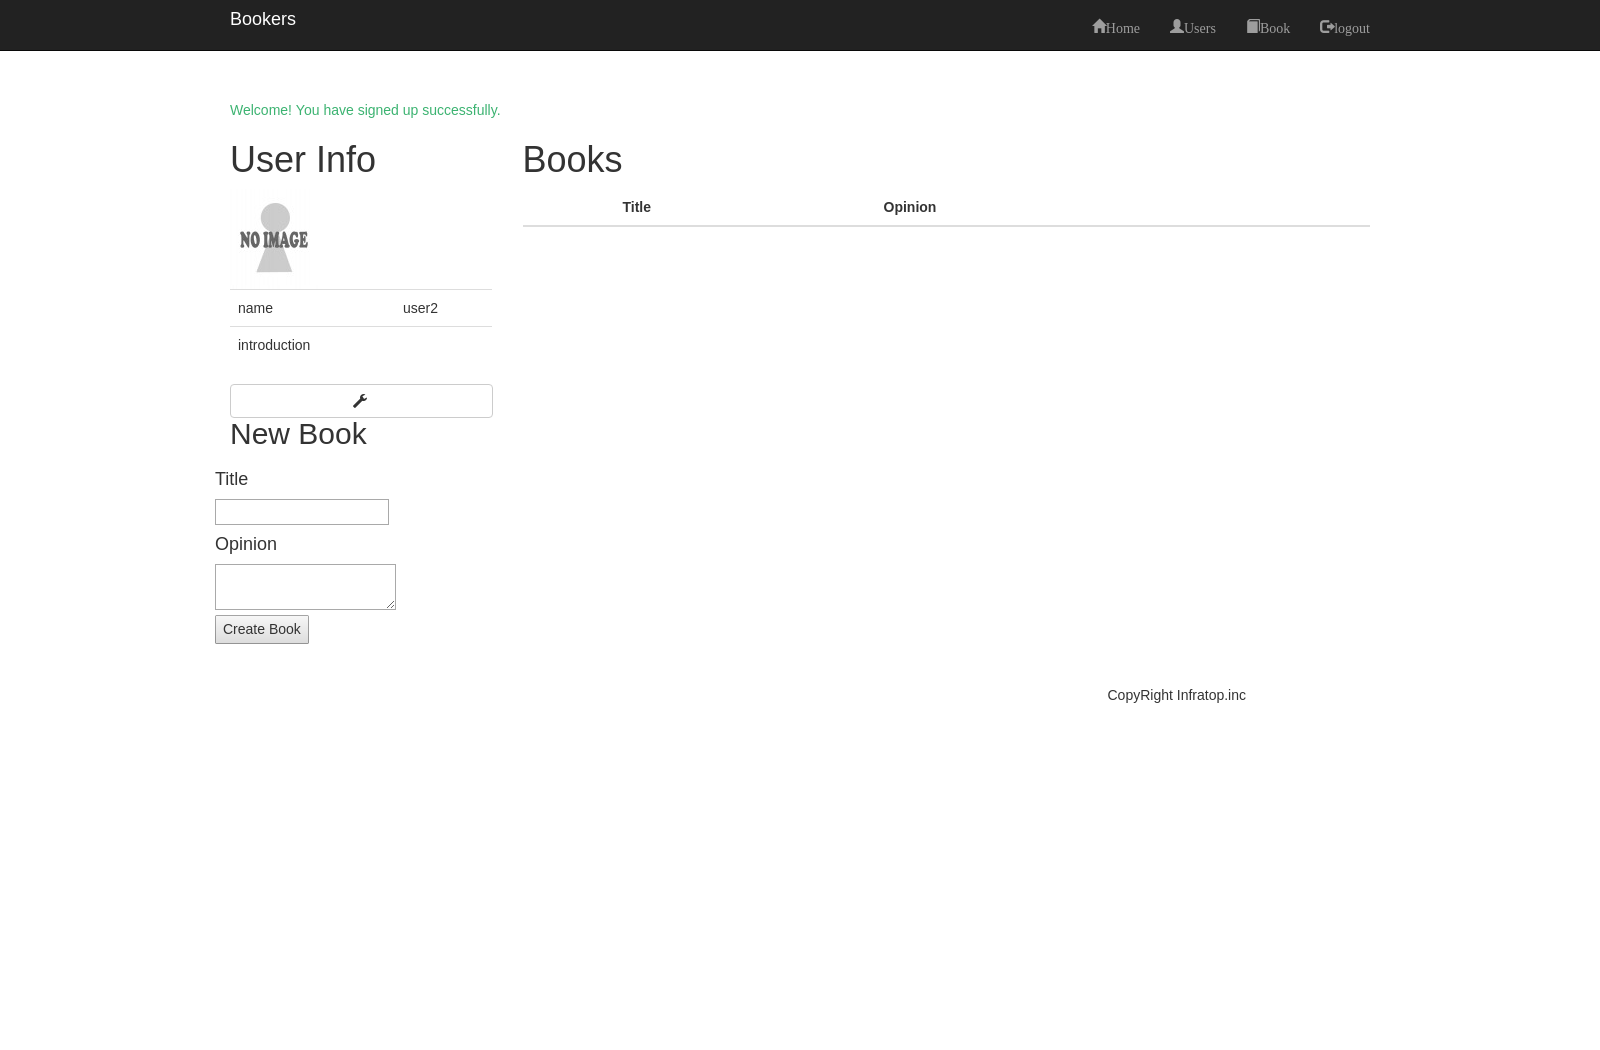 Bookers
Home Users Book logout
Welcome! You have signed up successfully.
User Info
NO IMAGE
name user2
introduction
New Book
Title
Opinion
Create Book
Books
Title Opinion
CopyRight Infratop.inc